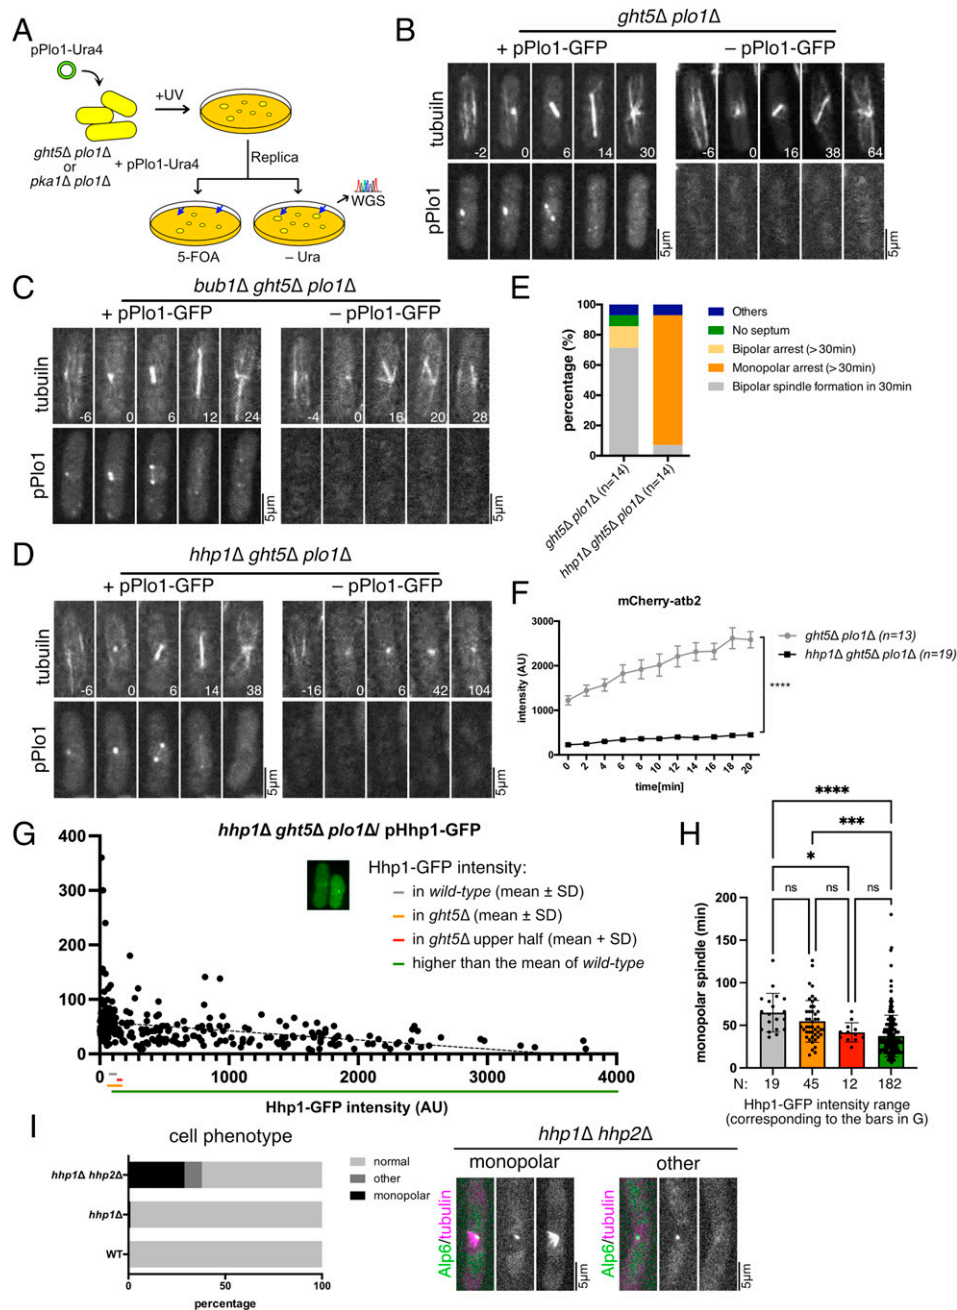 A
pPlo1-Ura4
+UV
ght5Δ plo1Δ
or
pka1Δ plo1Δ
+ pPlo1-Ura4
Replica
WGS
5-FOA
– Ura
B
ght5Δ plo1Δ
+ pPlo1-GFP
– pPlo1-GFP
tubuiln
-2 0 6 14 30
-6 0 16 38 64
pPlo1
5μm
5μm
C
bub1Δ ght5Δ plo1Δ
+ pPlo1-GFP
– pPlo1-GFP
tubuiln
-6 0 6 12 24
-4 0 16 20 28
pPlo1
5μm
5μm
E
percentage (%)
100
80
60
40
20
0
ght5Δ plo1Δ (n=14)
hhp1Δ ght5Δ plo1Δ (n=14)
Others
No septum
Bipolar arrest (> 30min)
Monopolar arrest (> 30min)
Bipolar spindle formation in 30min
D
hhp1Δ ght5Δ plo1Δ
+ pPlo1-GFP
– pPlo1-GFP
tubuiln
-6 0 6 14 38
-16 0 6 42 104
pPlo1
5μm
5μm
F
mCherry-atb2
intensity (AU)
3000
2000
1000
0
0 2 4 6 8 10 12 14 16 18 20
time[min]
ght5Δ plo1Δ (n=13)
hhp1Δ ght5Δ plo1Δ (n=19)
****
G
hhp1Δ ght5Δ plo1Δ/ pHhp1-GFP
400
300
200
100
0
0 1000 2000 3000 4000
Hhp1-GFP intensity (AU)
Hhp1-GFP intensity:
in wild-type (mean ± SD)
in ght5Δ (mean ± SD)
in ght5Δ upper half (mean + SD)
higher than the mean of wild-type
H
****
***
*
ns ns ns
monopolar spindle (min)
200
150
100
50
0
N: 19 45 12 182
Hhp1-GFP intensity range
(corresponding to the bars in G)
I
cell phenotype
hhp1Δ hhp2Δ
hhp1Δ
WT
0 50 100
percentage
normal
other
monopolar
hhp1Δ hhp2Δ
monopolar
other
Alp6/tubulin
5μm
Alp6/tubulin
5μm